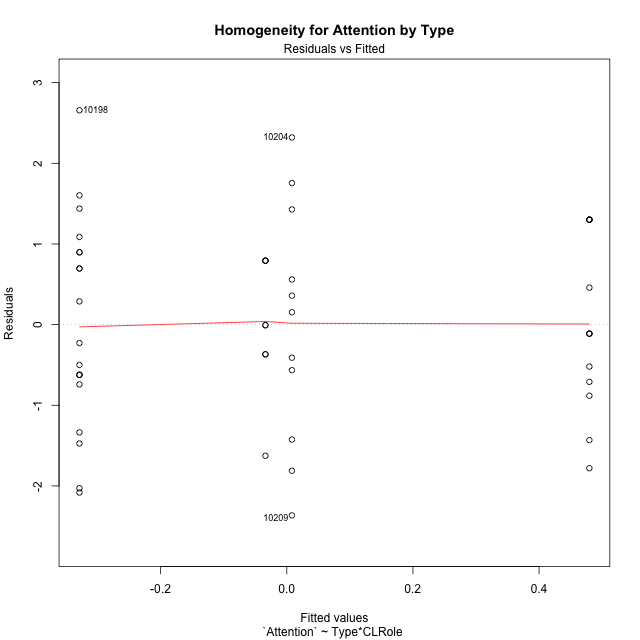 Homogeneity for Attention by Type
Residuals vs Fitted
3
2
1
0
-1
-2
Residuals
10198
10204
10209
-0.2
0.0
0.2
0.4
Fitted values
`Attention` ~ Type*CLRole